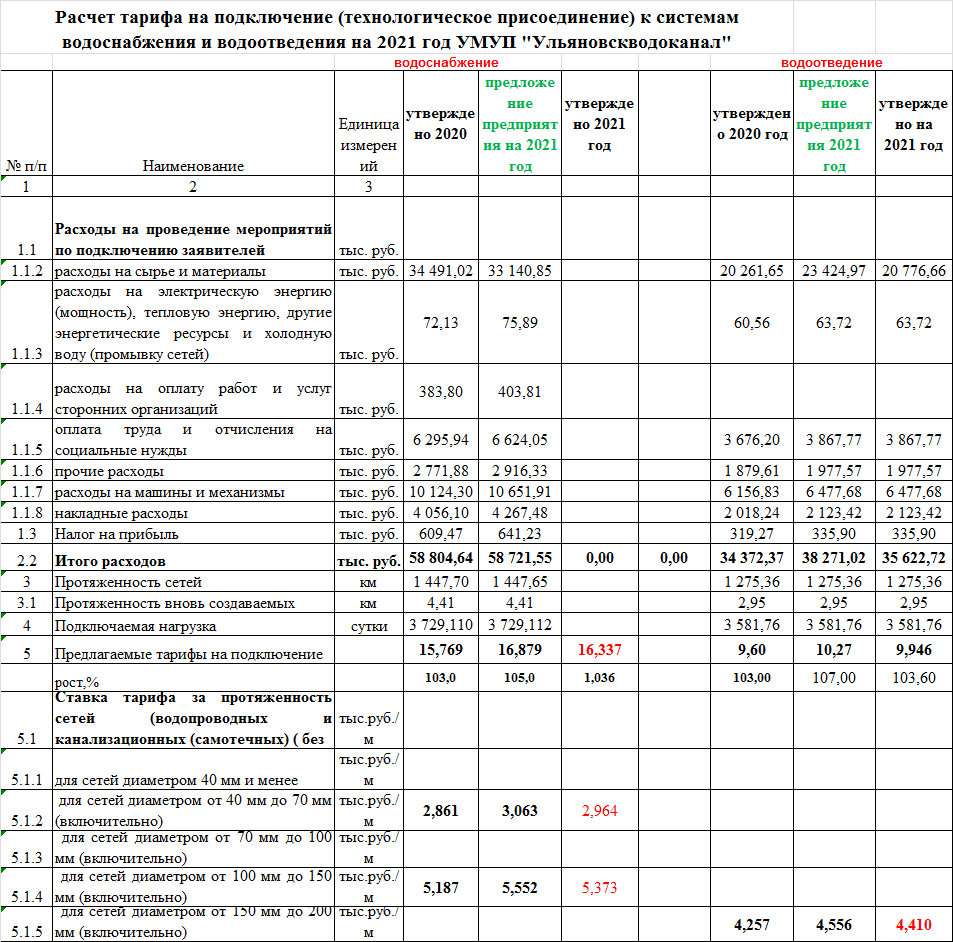 Расчет тарифа на подключение (технологическое присоединение) к системам
водоснабжения и водоотведения на 2021 год УМУП "Ульяновскводоканал"
водоснабжение водоотведение
№ п/п Наименование Единица измерен ий утвержде но 2020 предложе ние предприят ия на 2021 год утвержде но 2021 год утвержден о 2020 год предложе ние предприят ия 2021 год утвержде но на 2021 год
1 2 3
1.1 Расходы на проведение мероприятий по подключению заявителей тыс. руб.
1.1.2 расходы на сырье и материалы тыс. руб. 34 491,02 33 140,85 20 261,65 23 424,97 20 776,66
1.1.3 расходы на электрическую энергию (мощность), тепловую энергию, другие энергетические ресурсы и холодную воду (промывку сетей) тыс. руб. 72,13 75,89 60,56 63,72 63,72
1.1.4 расходы на оплату работ и услуг сторонних организаций тыс. руб. 383,80 403,81
1.1.5 оплата труда и отчисления на социальные нужды тыс. руб. 6 295,94 6 624,05 3 676,20 3 867,77 3 867,77
1.1.6 прочие расходы тыс. руб. 2 771,88 2 916,33 1 879,61 1 977,57 1 977,57
1.1.7 расходы на машины и механизмы тыс. руб. 10 124,30 10 651,91 6 156,83 6 477,68 6 477,68
1.1.8 накладные расходы тыс. руб. 4 056,10 4 267,48 2 018,24 2 123,42 2 123,42
1.3 Налог на прибыль тыс. руб. 609,47 641,23 319,27 335,90 335,90
2.2 Итого расходов тыс. руб. 58 804,64 58 721,55 0,00 0,00 34 372,37 38 271,02 35 622,72
3 Протяженность сетей км 1 447,70 1 447,65 1 275,36 1 275,36 1 275,36
3.1 Протяженность вновь создаваемых км 4,41 4,41 2,95 2,95 2,95
4 Подключаемая нагрузка сутки 3 729,110 3 729,112 3 581,76 3 581,76 3 581,76
5 Предлагаемые тарифы на подключение 15,769 16,879 16,337 9,60 10,27 9,946
рост,% 103,0 105,0 1,036 103,00 107,00 103,60
5.1 Ставка тарифа за протяженность сетей (водопроводных и канализационных (самотечных) ( без тыс.руб./ м
5.1.1 для сетей диаметром 40 мм и менее тыс.руб./ м
5.1.2 для сетей диаметром от 40 мм до 70 мм (включительно) тыс.руб./ м 2,861 3,063 2,964
5.1.3 для сетей диаметром от 70 мм до 100 мм (включительно) тыс.руб./ м
5.1.4 для сетей диаметром от 100 мм до 150 мм (включительно) тыс.руб./ м 5,187 5,552 5,373
5.1.5 для сетей диаметром от 150 мм до 200 мм (включительно) тыс.руб./ м 4,257 4,556 4,410